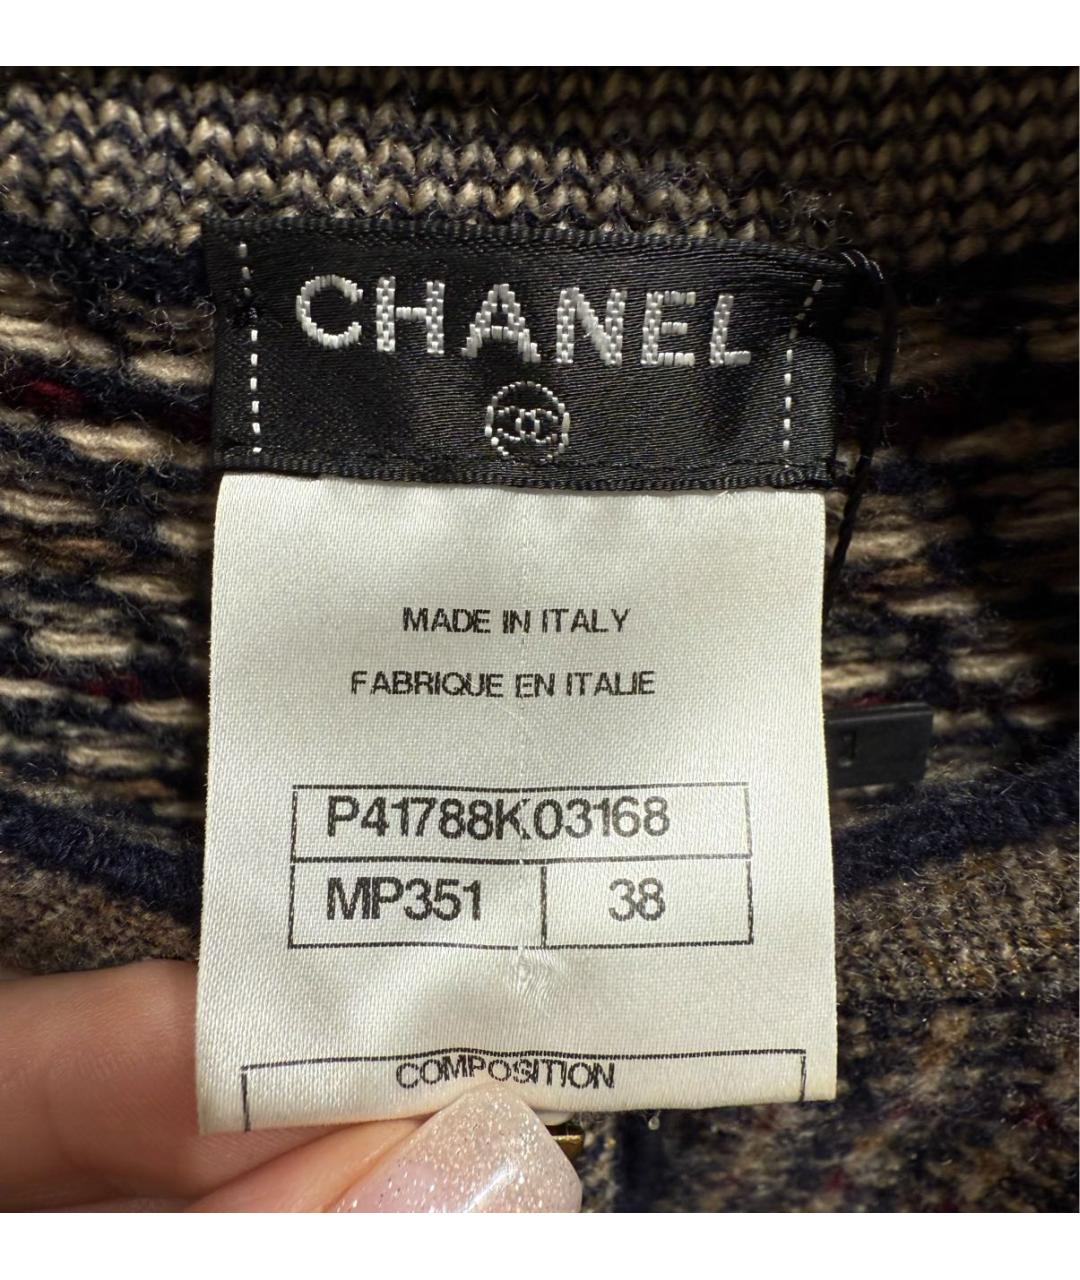 CHANEL
MADE IN ITALY
FABRIQUE EN ITALIE
P41788K03168
MP351 38
COMPOSITION